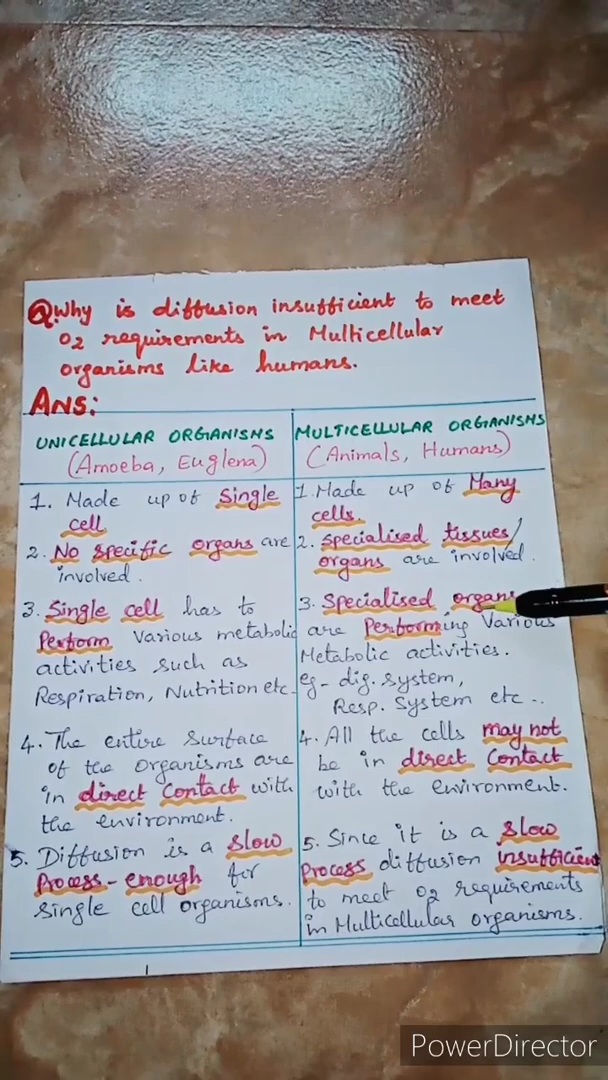 Q.Why is diffusion insufficient to meet
O2 requirements in Multicellular
organisms like humans.
ANS:
UNICELLULAR ORGANISMS
(Amoeba, Euglena)
1. Made up of Single
cell
2. No specific organs are
involved.
3. Single cell has to
Perform Various metabolic
activities such as
Respiration, Nutrition etc.
4. The entire Surface
of the organisms are
in direct Contact with
the environment.
5. Diffusion is a Slow
Process - enough for
Single cell organisms.
MULTICELLULAR ORGANISMS
(Animals, Humans)
1. Made up of Many
cells.
2. specialised tissues/
organs are involved.
3. Specialised organs
are Performing Various
Metabolic activities.
eg- dig. System,
Resp. System etc..
4. All the cells may not
be in direct Contact
with the environment.
5. Since it is a Slow
Process diffusion insufficient
to meet O2 requirements
in Multicellular organisms.
PowerDirector